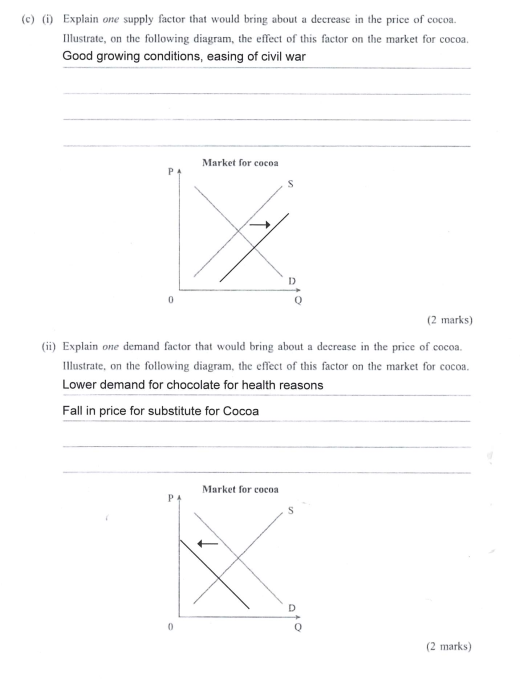 (c) (i) Explain one supply factor that would bring about a decrease in the price of cocoa.
Illustrate, on the following diagram, the effect of this factor on the market for cocoa.
Good growing conditions, easing of civil war
Market for cocoa
P
S
D
0
Q
(2 marks)
(ii) Explain one demand factor that would bring about a decrease in the price of cocoa.
Illustrate, on the following diagram, the effect of this factor on the market for cocoa.
Lower demand for chocolate for health reasons
Fall in price for substitute for Cocoa
Market for cocoa
P
S
D
0
Q
(2 marks)